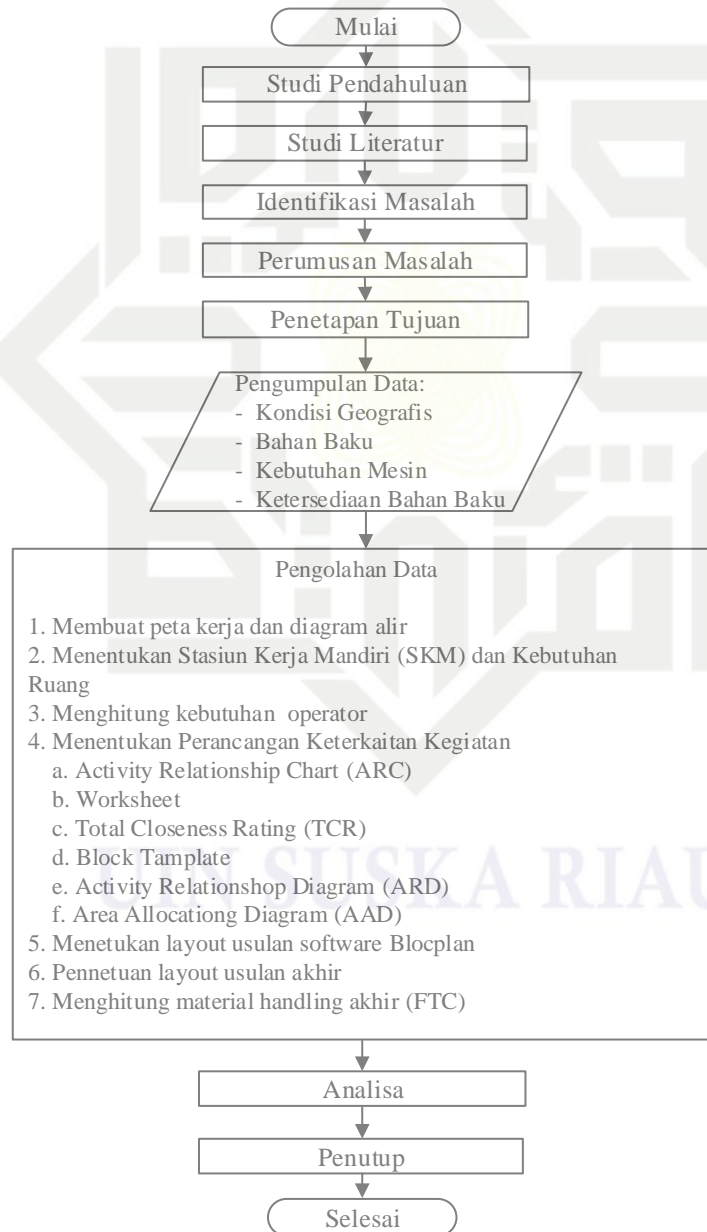 Mulai
Studi Pendahuluan
Studi Literatur
Identifikasi Masalah
Perumusan Masalah
Penetapan Tujuan
Pengumpulan Data:
- Kondisi Geografis
- Bahan Baku
- Kebutuhan Mesin
- Ketersediaan Bahan Baku
Pengolahan Data
1. Membuat peta kerja dan diagram alir
2. Menentukan Stasiun Kerja Mandiri (SKM) dan Kebutuhan
Ruang
3. Menghitung kebutuhan operator
4. Menentukan Perancangan Keterkaitan Kegiatan
a. Activity Relationship Chart (ARC)
b. Worksheet
c. Total Closeness Rating (TCR)
d. Block Tamplate
UIN SUSKA RIAU
e. Activity Relationshop Diagram (ARD)
f. Area Allocationg Diagram (AAD)
5. Menetukan layout usulan software Blocplan
6. Pennetuan layout usulan akhir
7. Menghitung material handling akhir (FTC)
Analisa
Penutup
Selesai